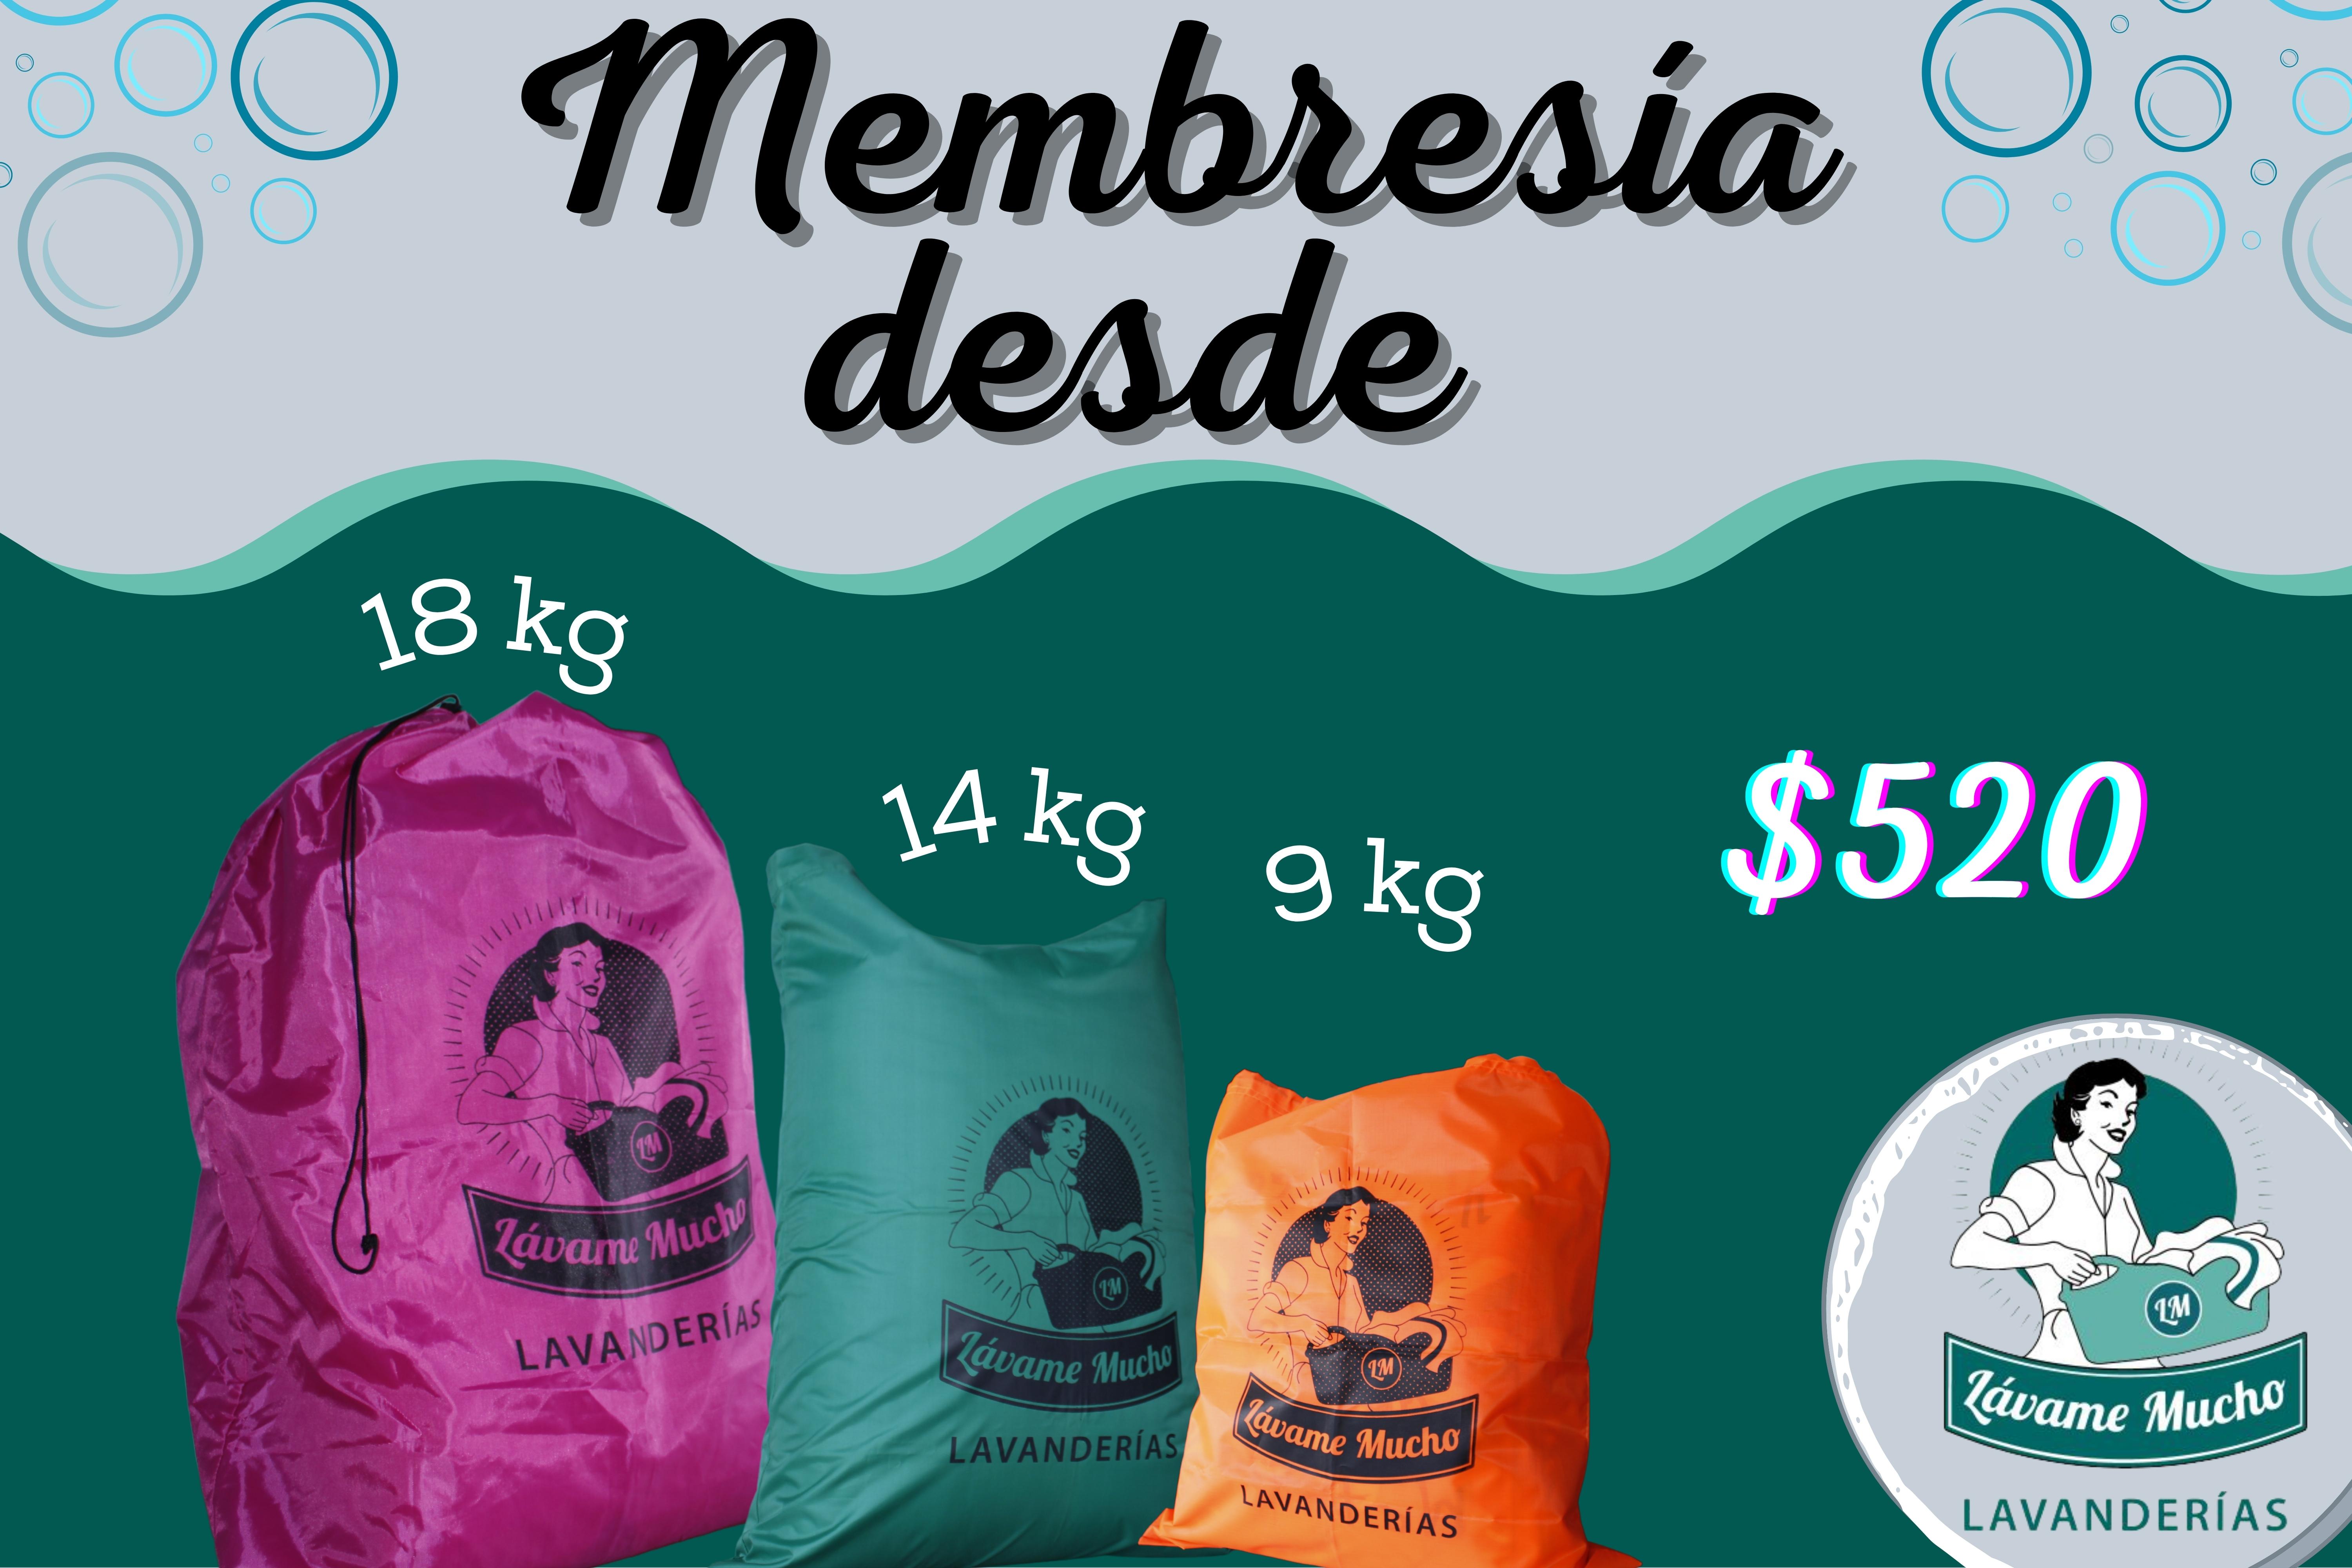 Membresía
desde
18 kg
14 kg
9 kg
$520
LM
Lávame Mucho
LAVANDERÍAS
LM
Lávame Mucho
LAVANDERÍAS
LM
Lávame Mucho
LAVANDERÍAS
LM
Lávame Mucho
LAVANDERÍAS